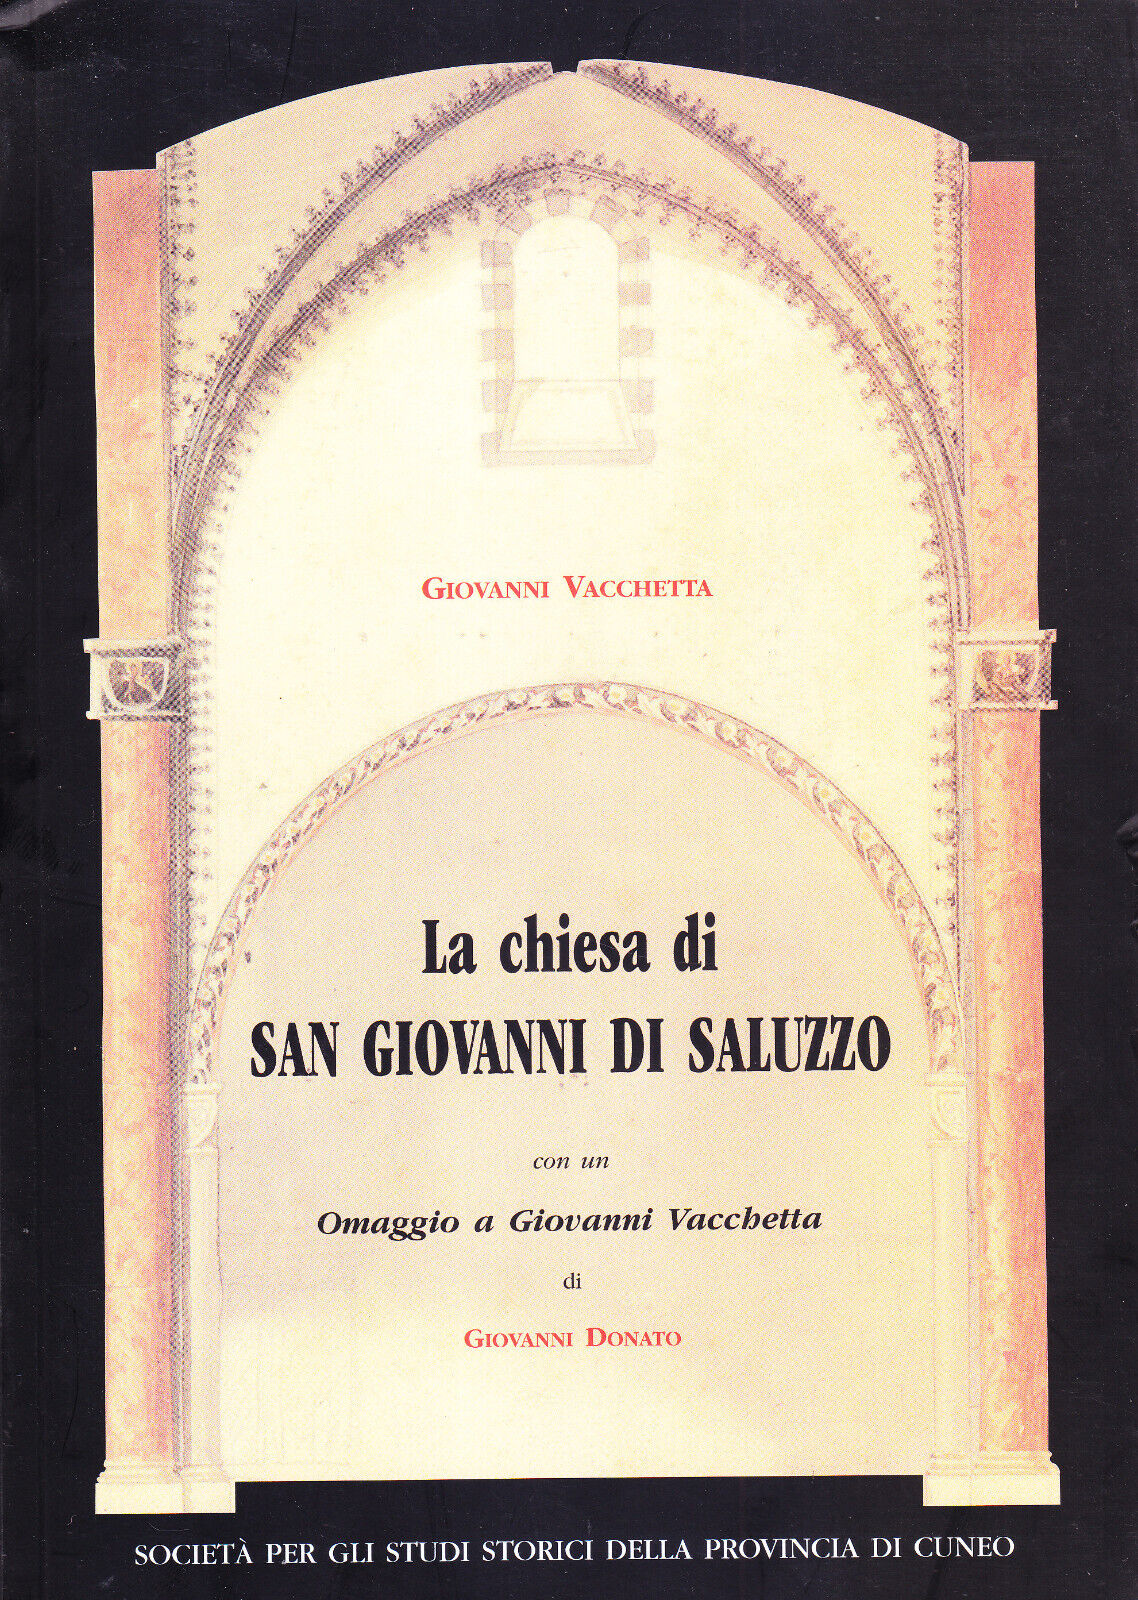 GIOVANNI VACCHETTA
La chiesa di
SAN GIOVANNI DI SALUZZO
con un
Omaggio a Giovanni Vacchetta
di
GIOVANNI DONATO
SOCIETÀ PER GLI STUDI STORICI DELLA PROVINCIA DI CUNEO